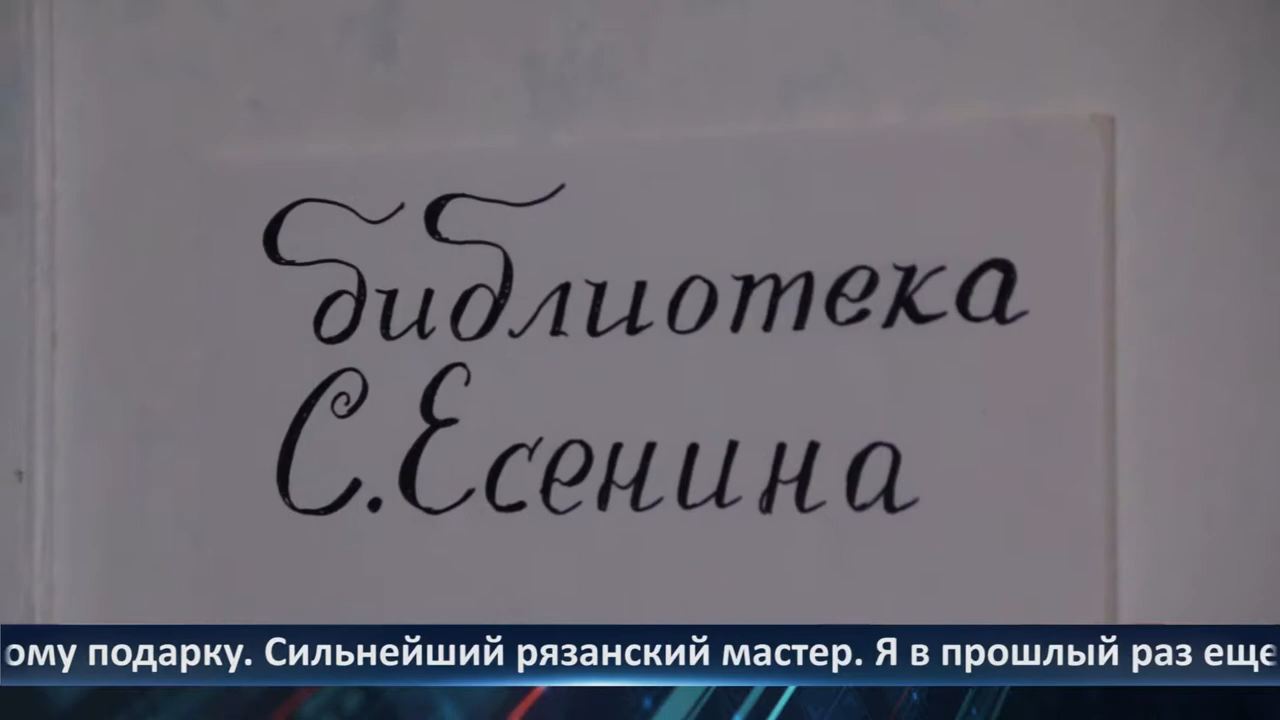 библиотека
С. Есенина
ому подарку. Сильнейший рязанский мастер. Я в прошлый раз еще